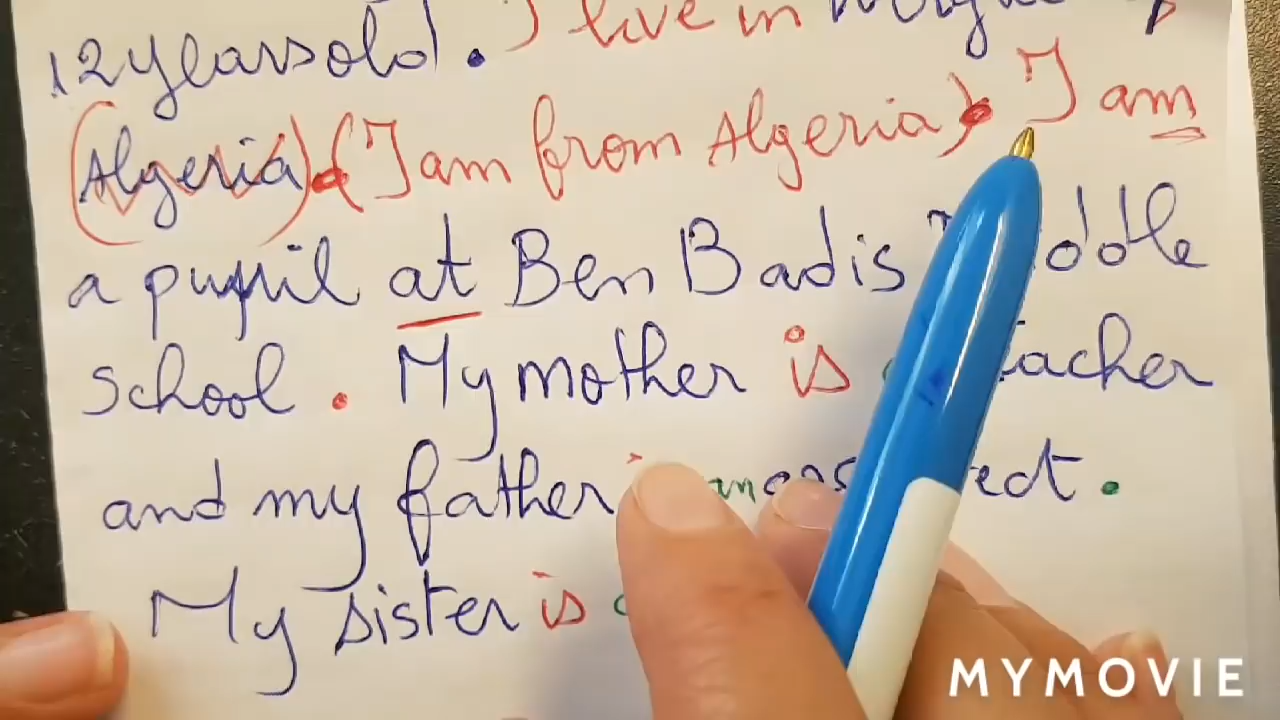 12 years old. I live in
(Algeria). (I am from Algeria). I am
a pupil at Ben Badis
school. My mother is
and my father an
My sister is
MYMOVIE